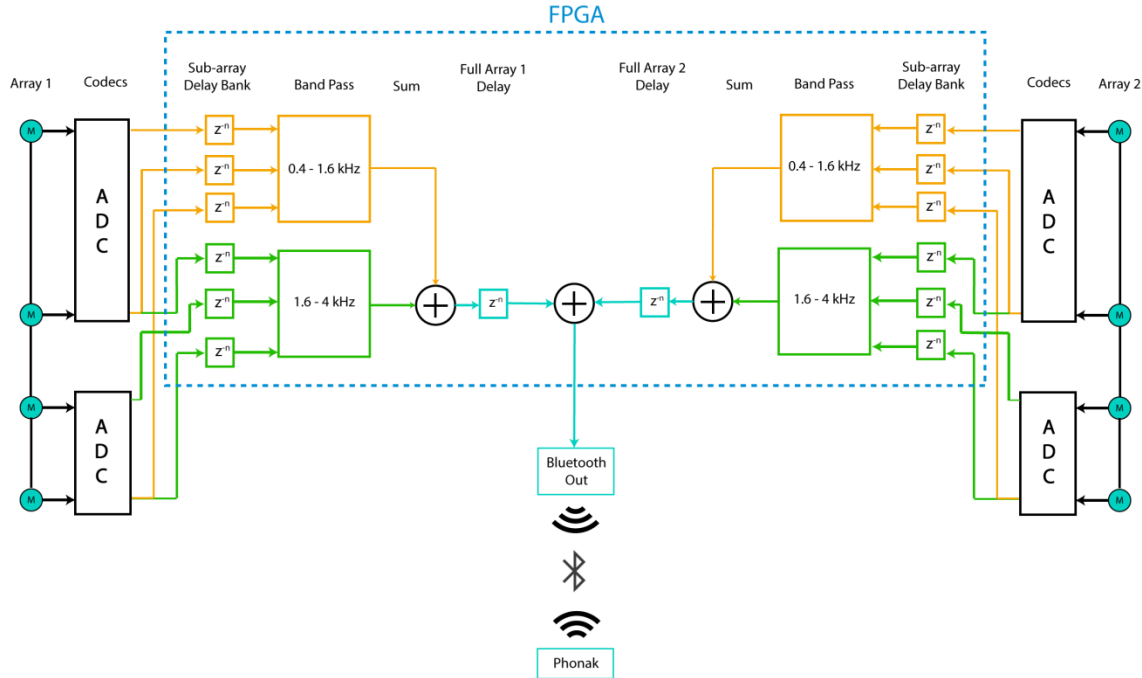 FPGA
Array 1
Codecs
Sub-array
Delay Bank
Band Pass
Sum
Full Array 1
Delay
Full Array 2
Delay
Sum
Band Pass
Sub-array
Delay Bank
Codecs
Array 2
M
M
M
M
A
D
C
A
D
C
z⁻ⁿ
z⁻ⁿ
z⁻ⁿ
z⁻ⁿ
z⁻ⁿ
z⁻ⁿ
0.4 - 1.6 kHz
1.6 - 4 kHz
+
z⁻ⁿ
+
z⁻ⁿ
+
0.4 - 1.6 kHz
1.6 - 4 kHz
z⁻ⁿ
z⁻ⁿ
z⁻ⁿ
z⁻ⁿ
z⁻ⁿ
z⁻ⁿ
A
D
C
A
D
C
M
M
M
M
Bluetooth
Out
Phonak